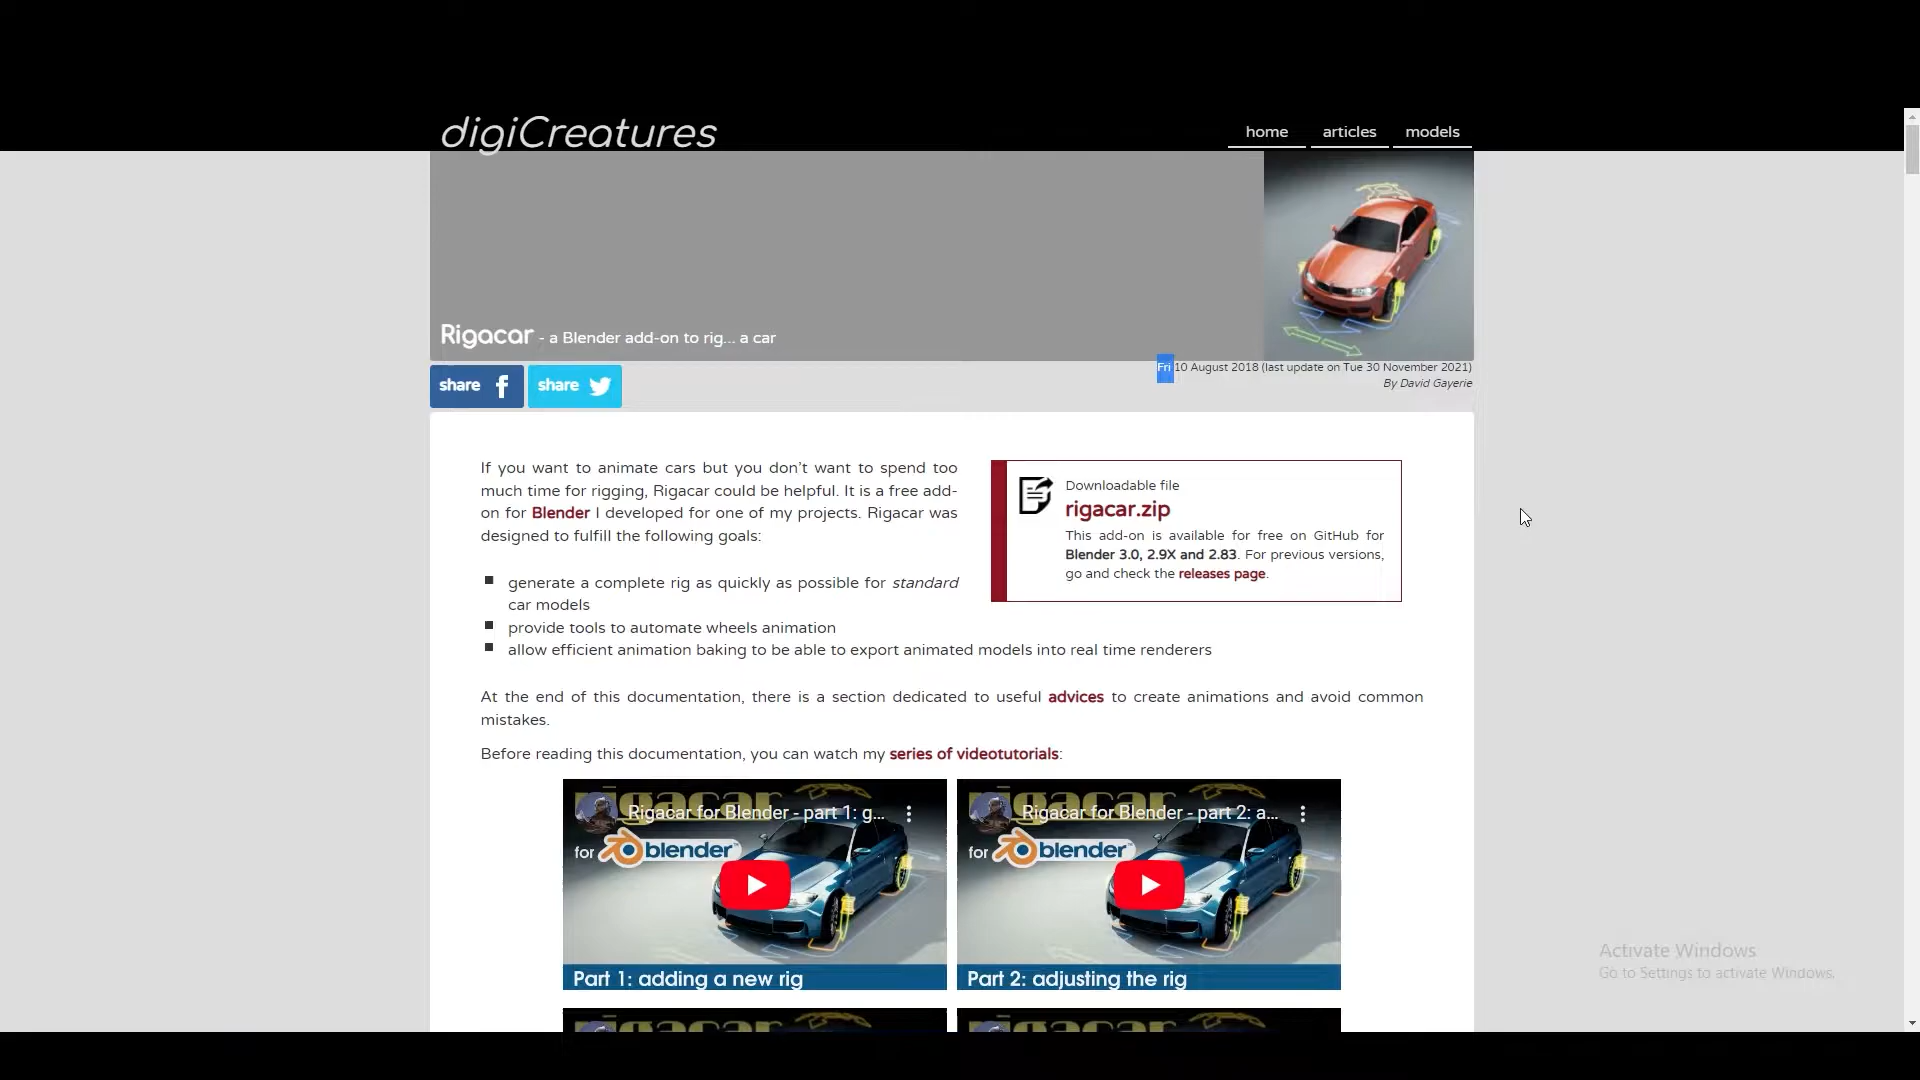 digiCreatures
home articles models
Rigacar - a Blender add-on to rig... a car
share share
Fri 10 August 2018 (last update on Tue 30 November 2021)
By David Gayerie
If you want to animate cars but you don’t want to spend too
much time for rigging, Rigacar could be helpful. It is a free add-
on for Blender I developed for one of my projects. Rigacar was
designed to fulfill the following goals:
Downloadable file
rigacar.zip
This add-on is available for free on GitHub for
Blender 3.0, 2.9X and 2.83. For previous versions,
go and check the releases page.
generate a complete rig as quickly as possible for standard
car models
provide tools to automate wheels animation
allow efficient animation baking to be able to export animated models into real time renderers
At the end of this documentation, there is a section dedicated to useful advices to create animations and avoid common
mistakes.
Before reading this documentation, you can watch my series of videotutorials:
rigacar
Rigacar for Blender - part 1: g...
for blender
Part 1: adding a new rig
rigacar
Rigacar for Blender - part 2: a...
for blender
Part 2: adjusting the rig
Activate Windows
Go to Settings to activate Windows.